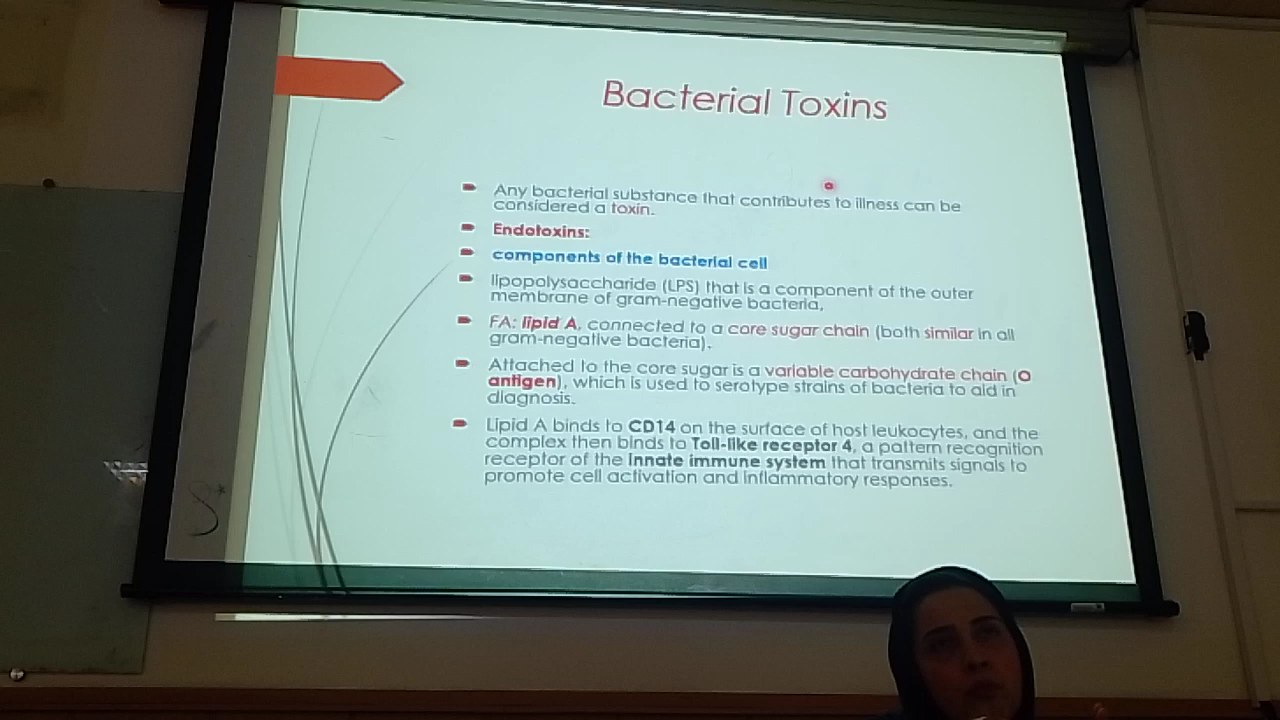 Bacterial Toxins
Any bacterial substance that contributes to illness can be
considered a toxin.
Endotoxins:
components of the bacterial cell
lipopolysaccharide (LPS) that is a component of the outer
membrane of gram-negative bacteria,
FA: lipid A, connected to a core sugar chain (both similar in all
gram-negative bacteria).
Attached to the core sugar is a variable carbohydrate chain (O
antigen), which is used to serotype strains of bacteria to aid in
diagnosis.
Lipid A binds to CD14 on the surface of host leukocytes, and the
complex then binds to Toll-like receptor 4, a pattern recognition
receptor of the innate immune system that transmits signals to
promote cell activation and inflammatory responses.